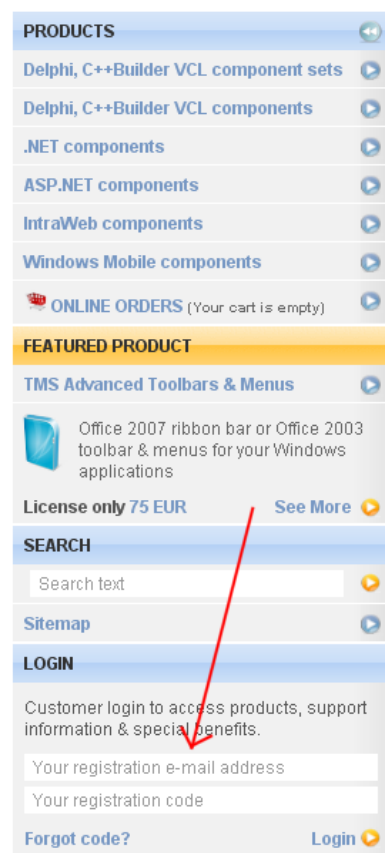 PRODUCTS
Delphi, C++Builder VCL component sets
Delphi, C++Builder VCL components
.NET components
ASP.NET components
IntraWeb components
Windows Mobile components
ONLINE ORDERS (Your cart is empty)
FEATURED PRODUCT
TMS Advanced Toolbars & Menus
Office 2007 ribbon bar or Office 2003
toolbar & menus for your Windows
applications
License only 75 EUR See More
SEARCH
Search text
Sitemap
LOGIN
Customer login to access products, support
information & special benefits.
Your registration e-mail address
Your registration code
Forgot code? Login